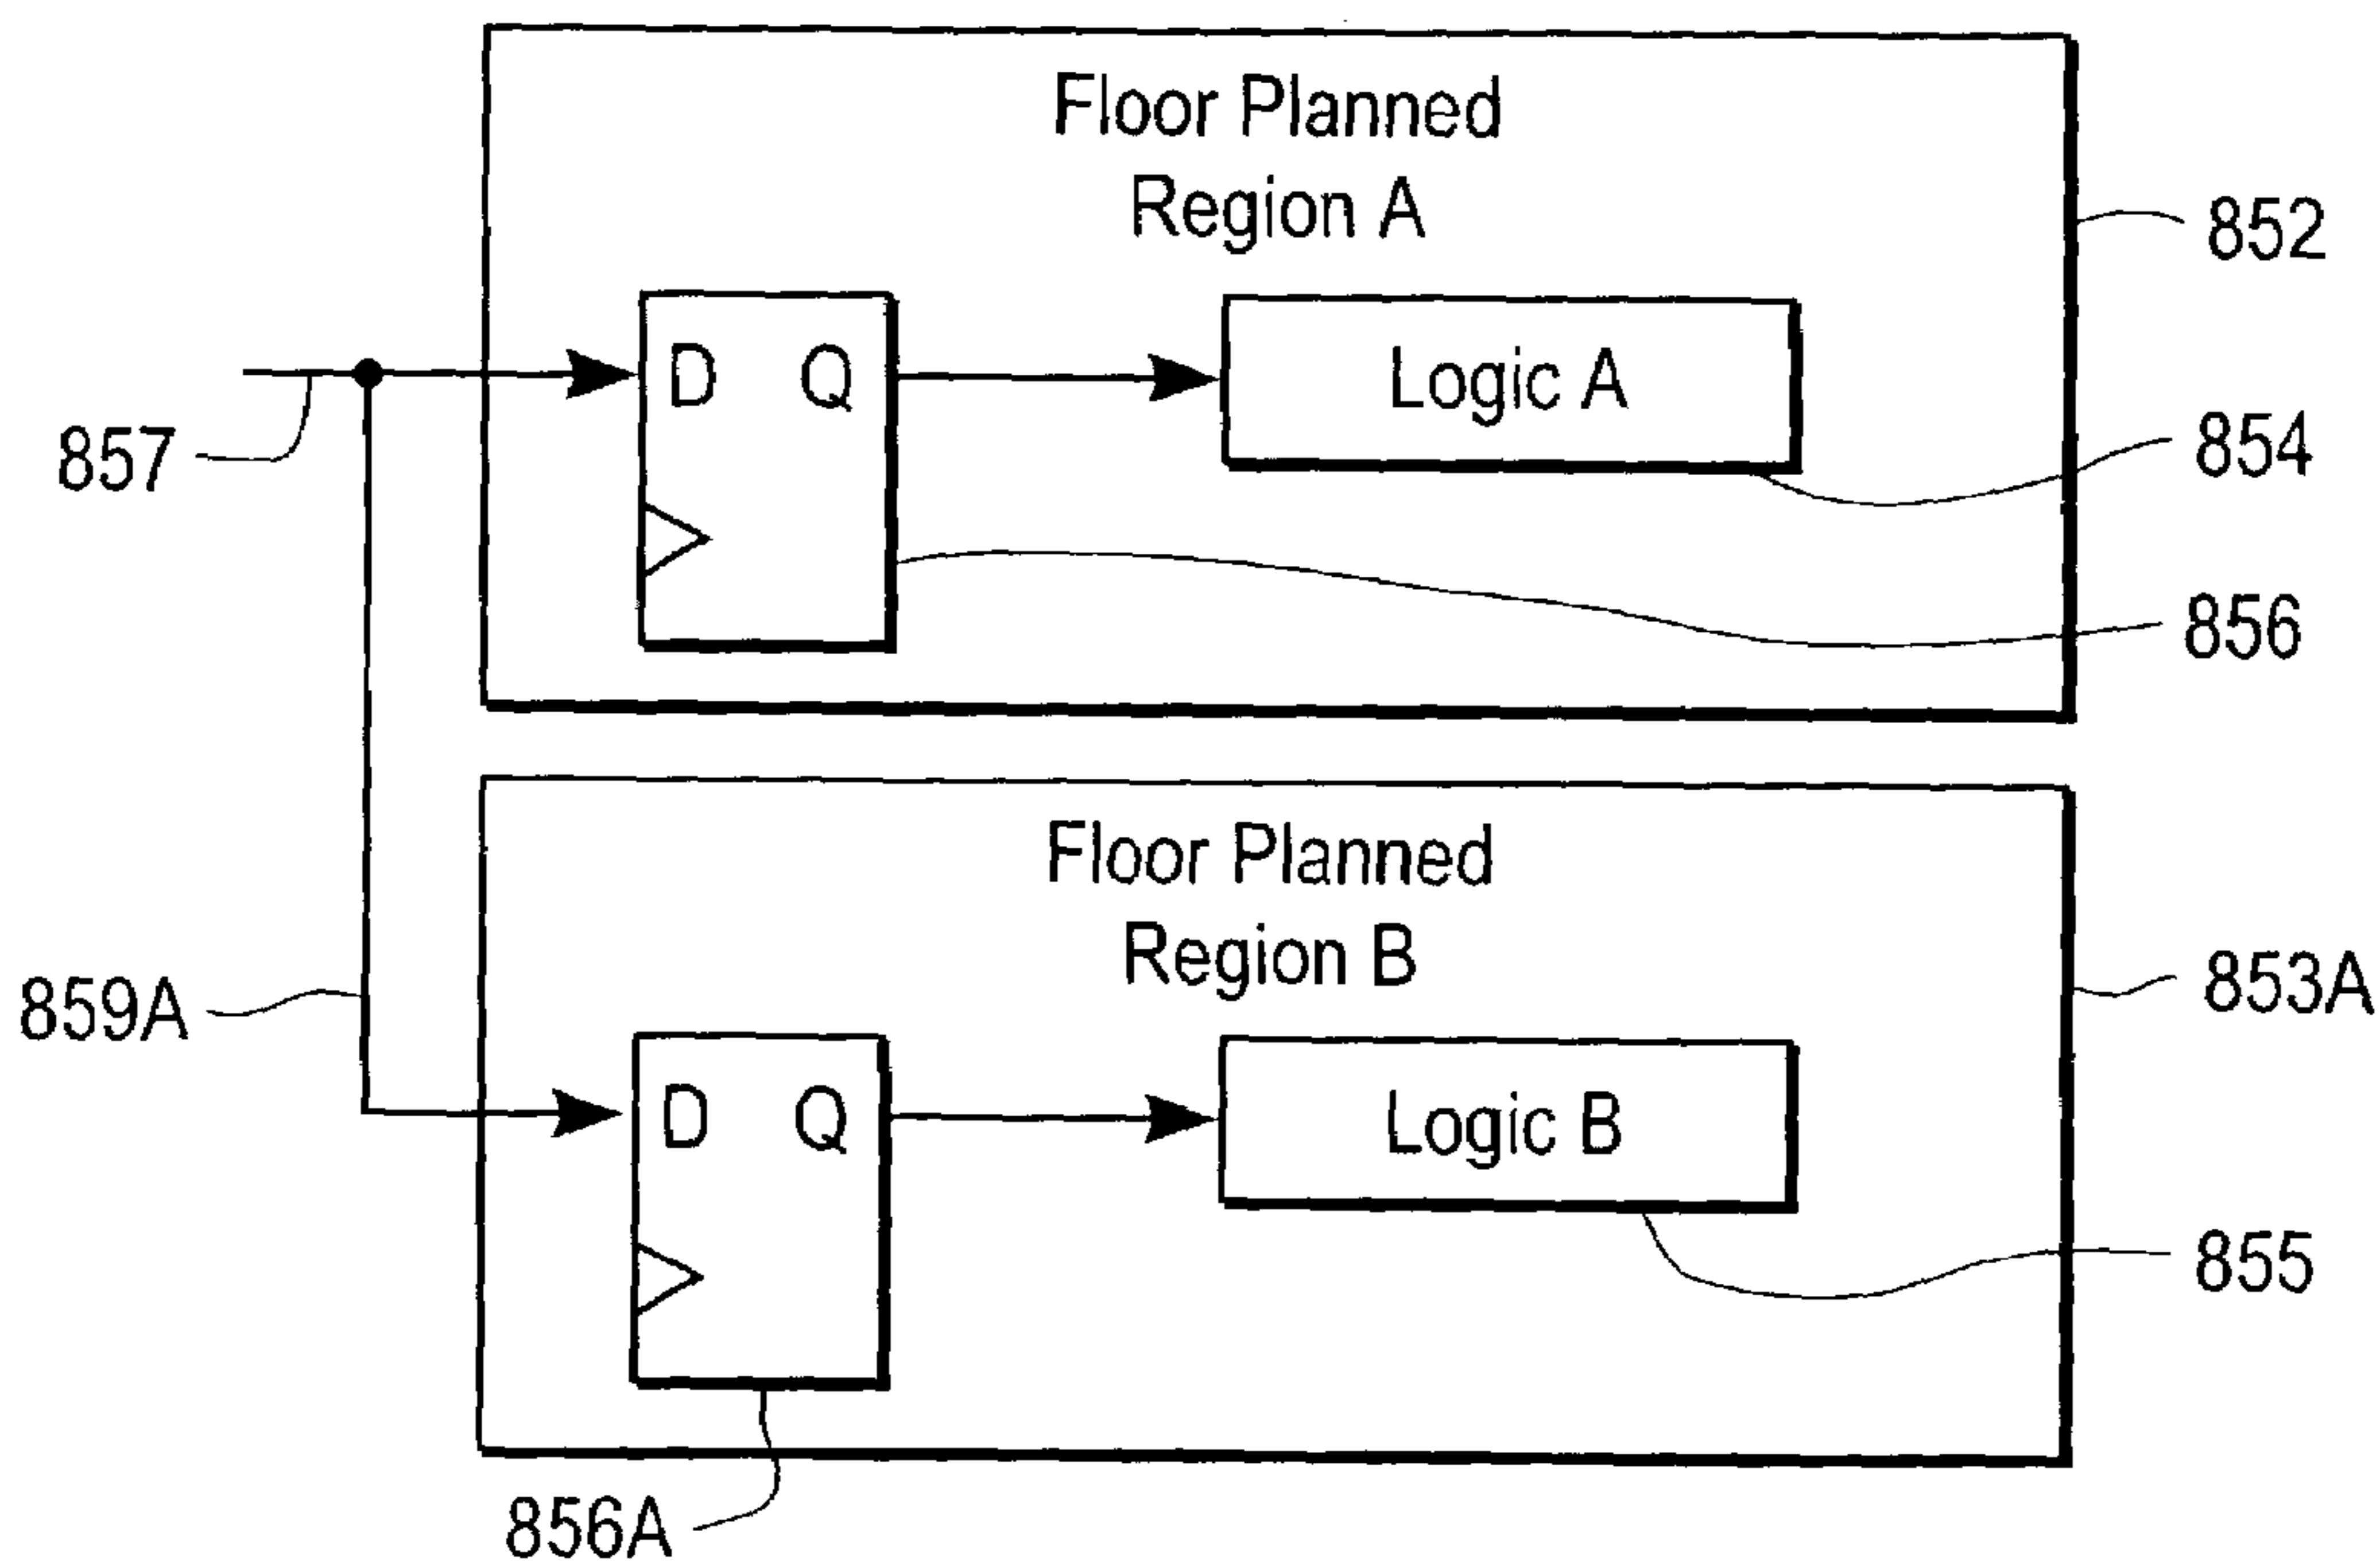 Floor Planned
Region A
852
D Q
Logic A
857
854
856
Floor Planned
Region B
859A
853A
D Q
Logic B
855
856A